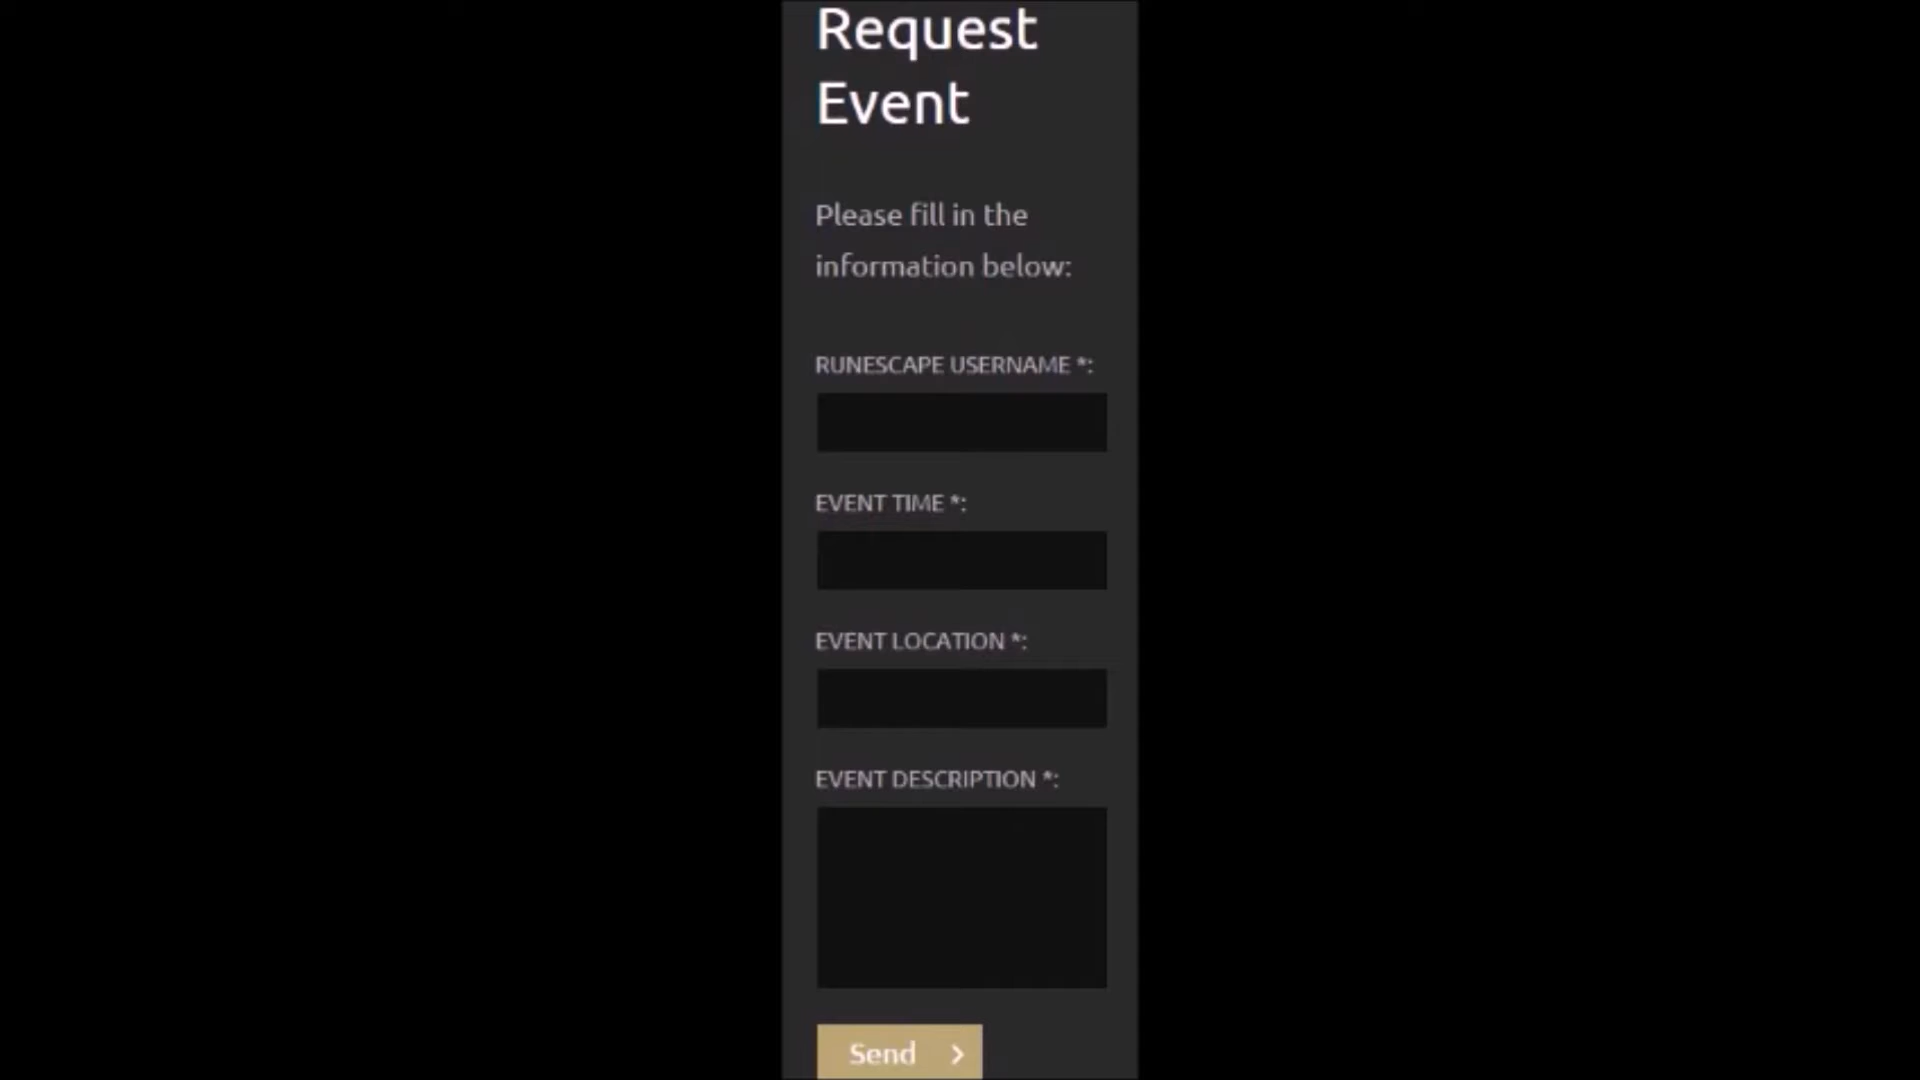 Request
Event
Please fill in the
information below:
RUNESCAPE USERNAME *:
EVENT TIME *:
EVENT LOCATION *:
EVENT DESCRIPTION *:
Send